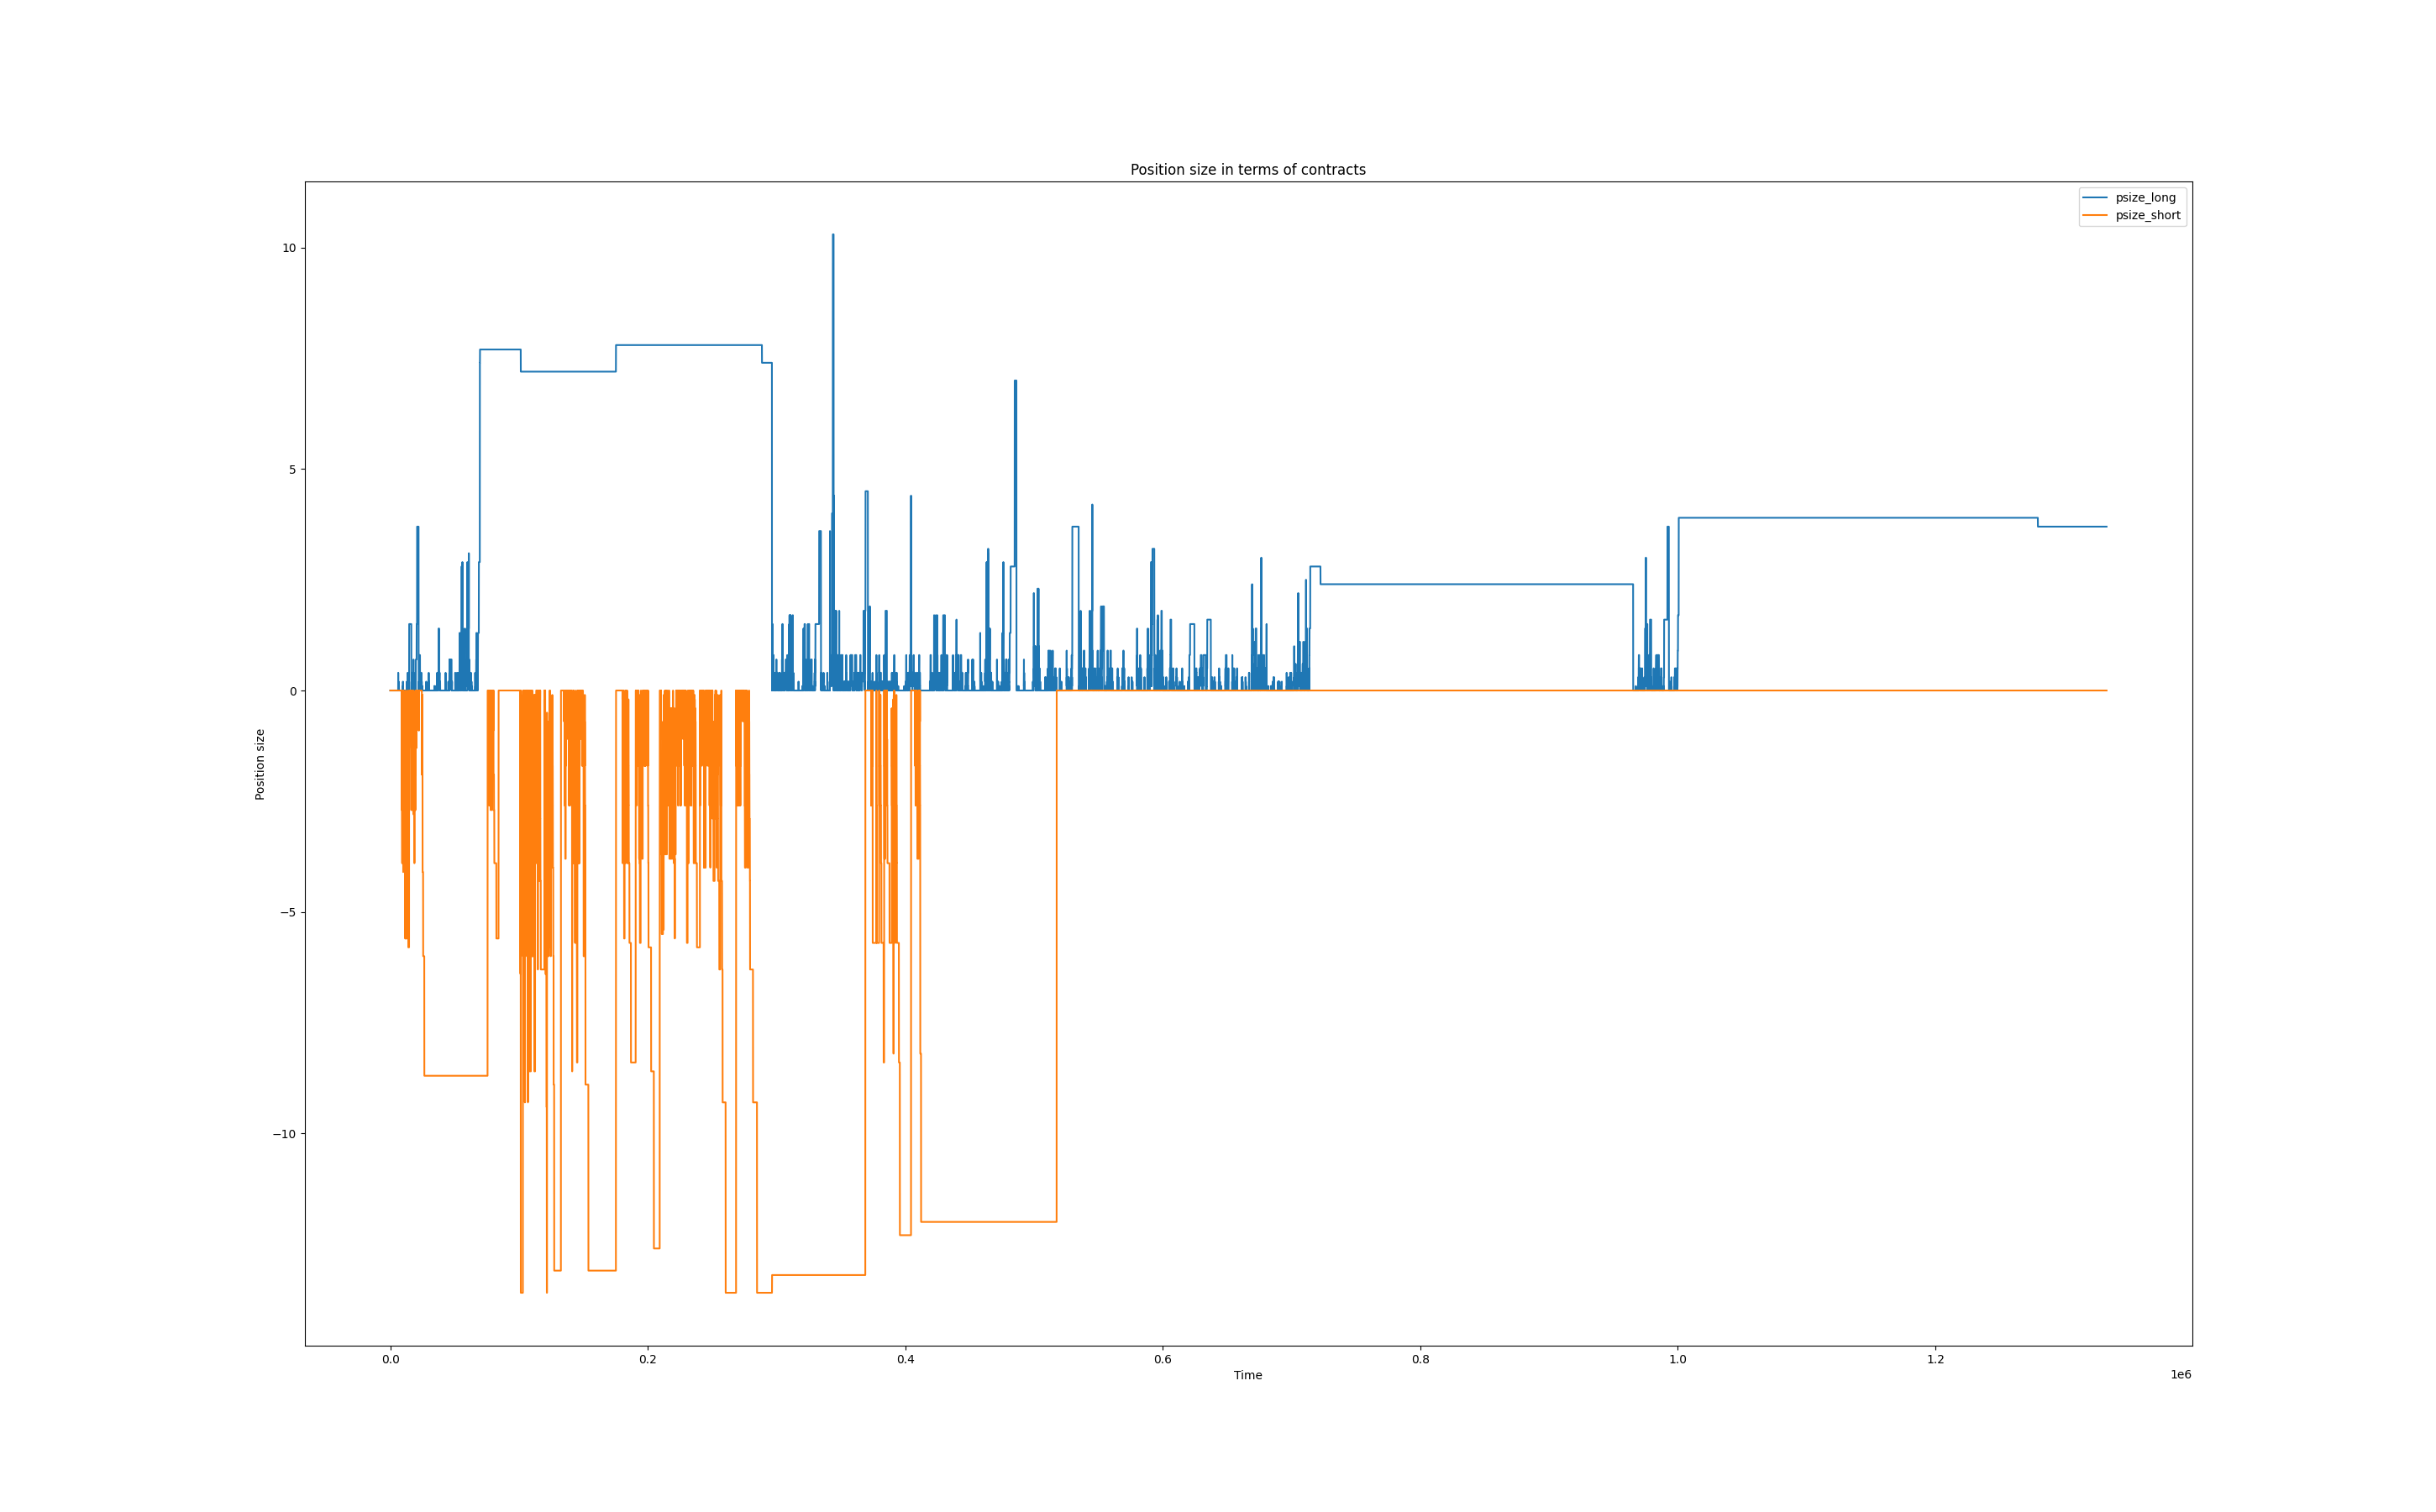 Position size in terms of contracts
psize_long
psize_short
10
5
0
−5
−10
Position size
0.0 0.2 0.4 0.6 0.8 1.0 1.2
Time
1e6